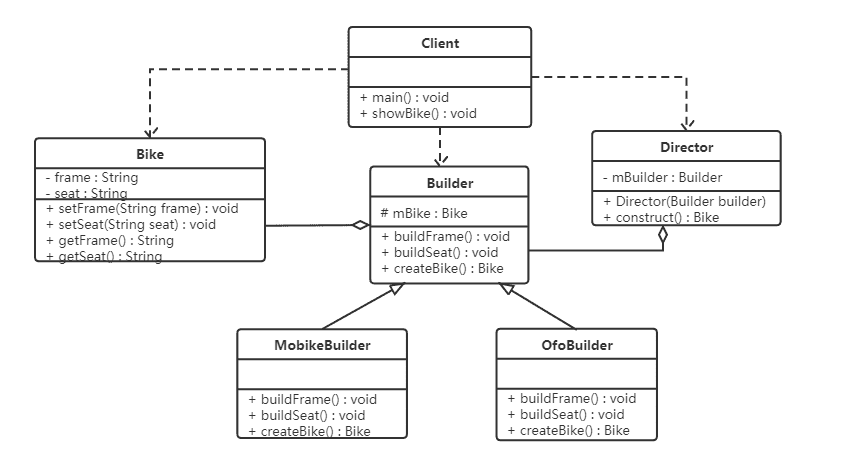 Client
+ main() : void
+ showBike() : void
Bike
- frame : String
- seat : String
+ setFrame(String frame) : void
+ setSeat(String seat) : void
+ getFrame() : String
+ getSeat() : String
Builder
# mBike : Bike
+ buildFrame() : void
+ buildSeat() : void
+ createBike() : Bike
Director
- mBuilder : Builder
+ Director(Builder builder)
+ construct() : Bike
MobikeBuilder
+ buildFrame() : void
+ buildSeat() : void
+ createBike() : Bike
OfoBuilder
+ buildFrame() : void
+ buildSeat() : void
+ createBike() : Bike